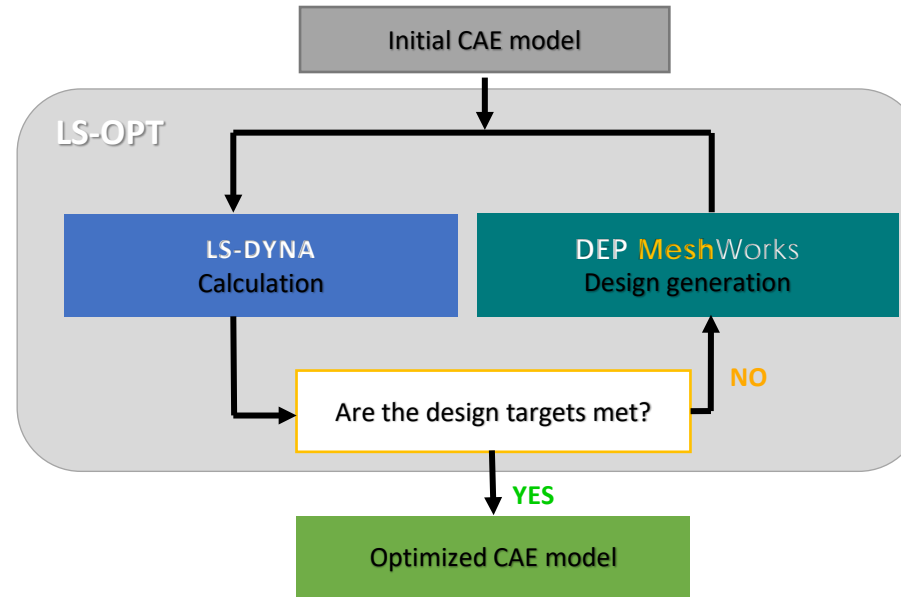 Initial CAE model
LS-OPT
LS-DYNA
Calculation
DEP MeshWorks
Design generation
NO
Are the design targets met?
YES
Optimized CAE model